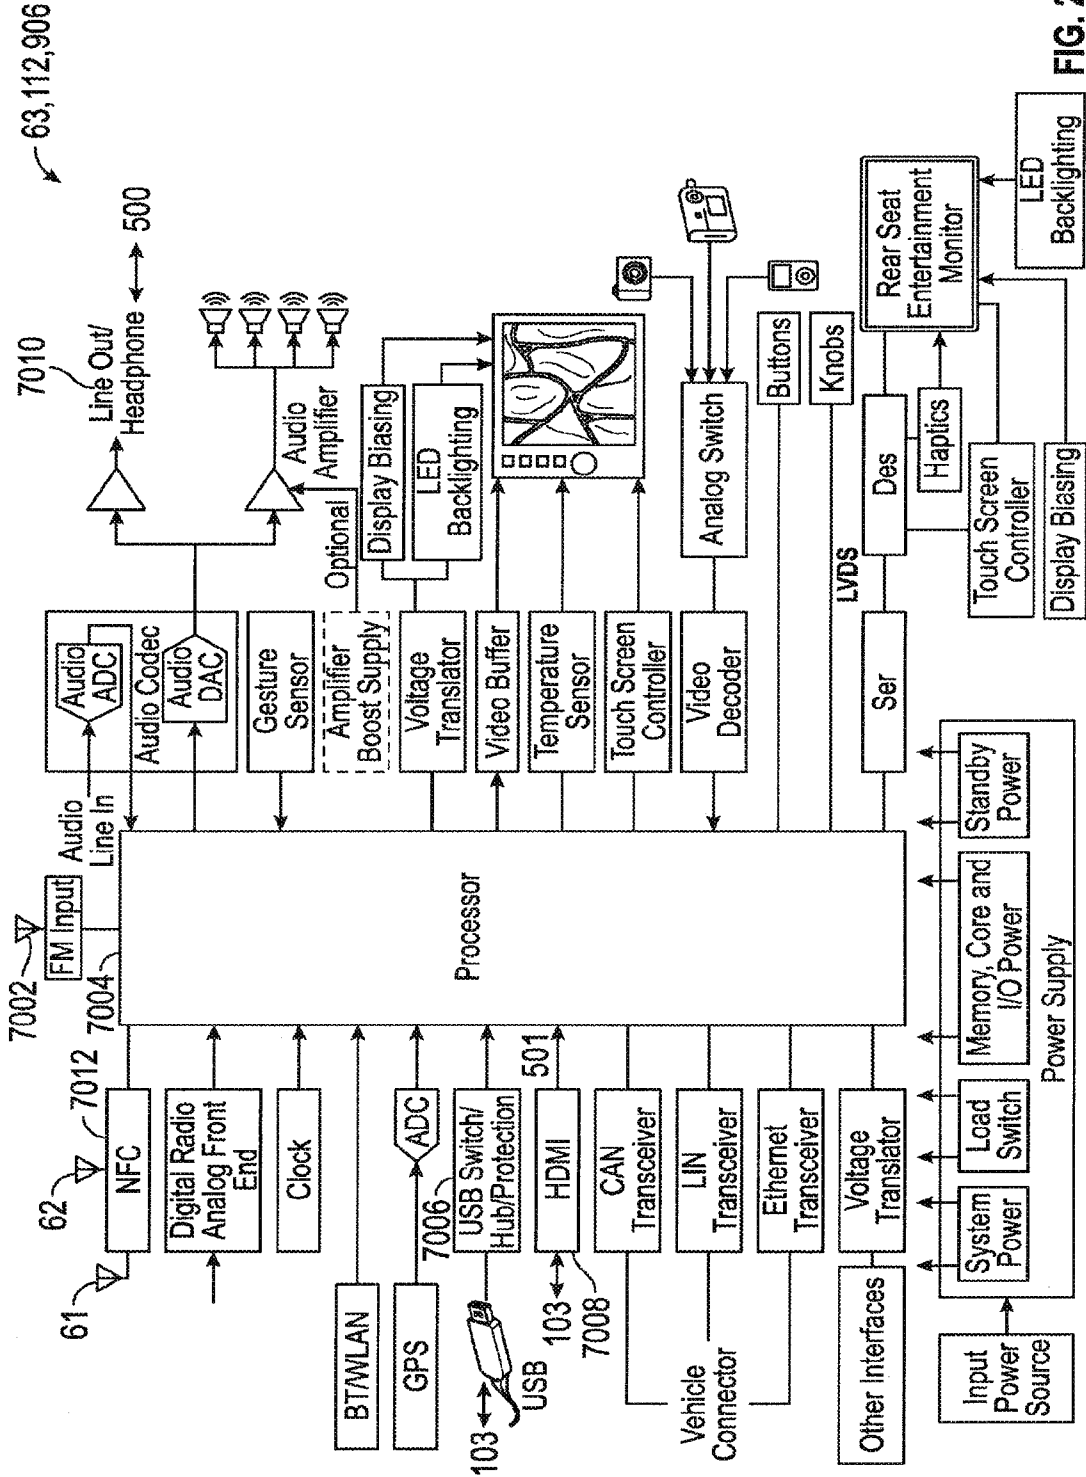 63,112,906
FIG. 2
7002
FM Input
7004
Audio
Line In
Audio
ADC
Audio Codec
Audio
DAC
7010
Line Out/
Headphone
500
Audio
Amplifier
Optional
61
62
7012
NFC
Digital Radio
Analog Front
End
Clock
BT/WLAN
GPS
ADC
7006
USB Switch/
Hub/Protection
USB
103
501
HDMI
103
7008
CAN
Transceiver
LIN
Transceiver
Ethernet
Transceiver
Vehicle
Connector
Voltage
Translator
Other Interfaces
Processor
Gesture
Sensor
Amplifier
Boost Supply
Voltage
Translator
Display Biasing
LED
Backlighting
Video Buffer
Temperature
Sensor
Touch Screen
Controller
Video
Decoder
Analog Switch
Buttons
Knobs
LVDS
Ser
Des
Haptics
Rear Seat
Entertainment
Monitor
Touch Screen
Controller
Display Biasing
LED
Backlighting
Input
Power
Source
System
Power
Load
Switch
Memory, Core and
I/O Power
Standby
Power
Power Supply